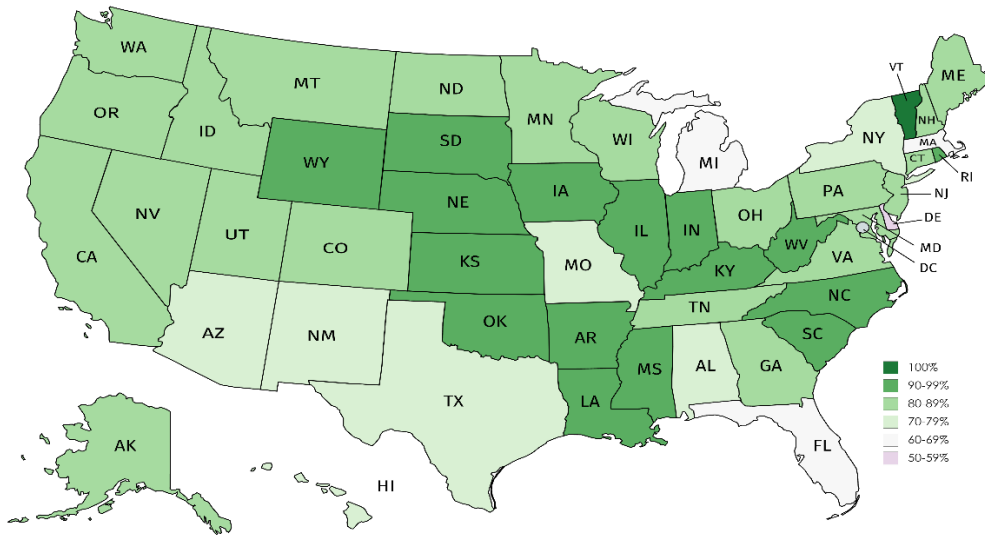 WA
MT
ND
MN
VT
ME
OR
ID
SD
WI
NY
NH
MA
WY
MI
CT
RI
IA
PA
NJ
NE
OH
DE
NV
UT
IL
IN
WV
MD
CO
VA
DC
CA
KS
MO
KY
NC
TN
AZ
NM
OK
AR
SC
MS
AL
GA
100%
TX
LA
90-99%
80-89%
70-79%
AK
FL
60-69%
50-59%
HI